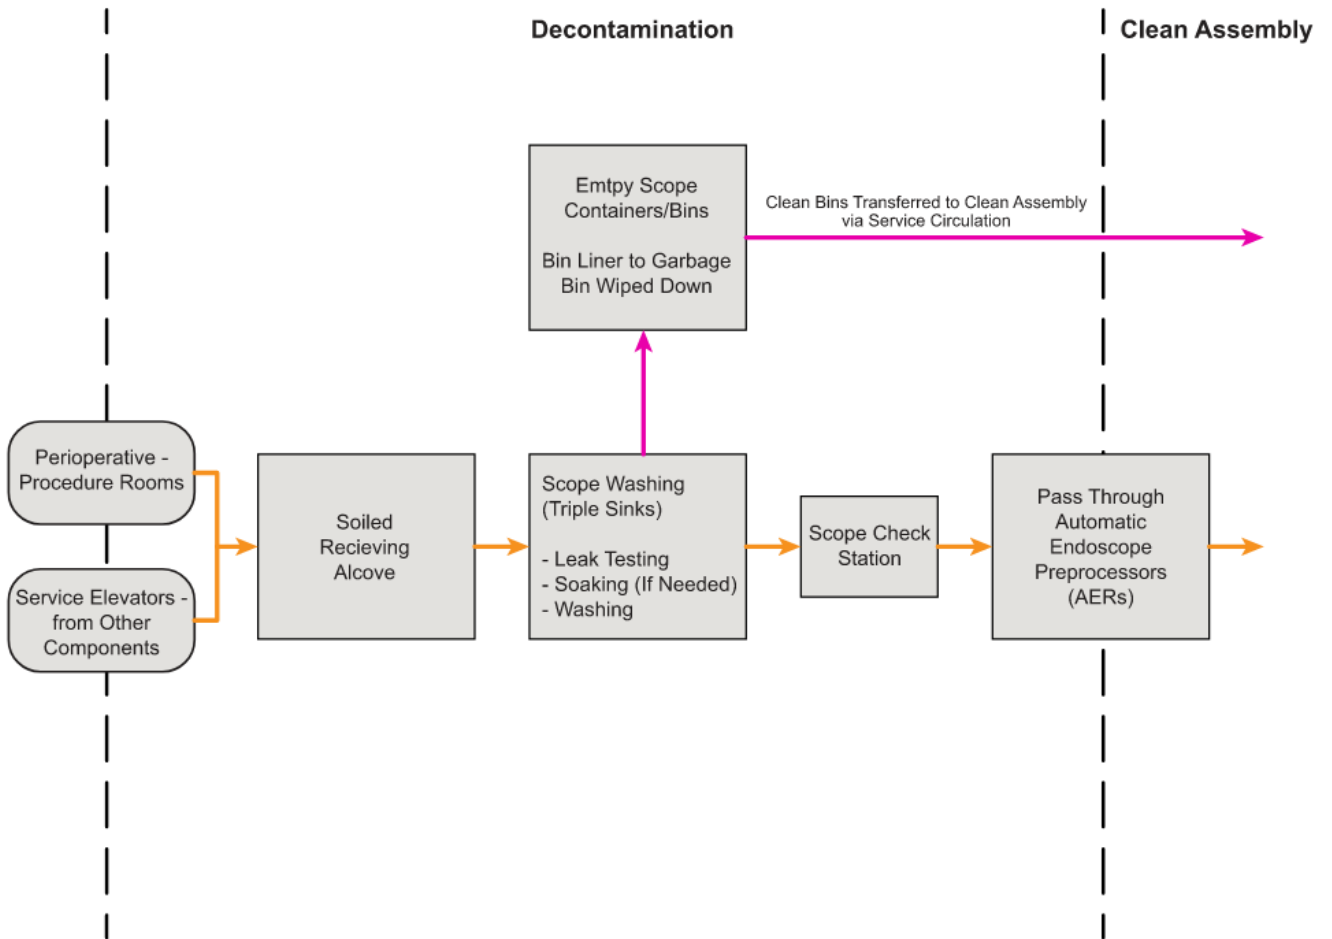 Decontamination
Clean Assembly
Emtpy Scope
Containers/Bins
Bin Liner to Garbage
Bin Wiped Down
Clean Bins Transferred to Clean Assembly
via Service Circulation
Perioperative -
Procedure Rooms
Service Elevators -
from Other
Components
Soiled
Recieving
Alcove
Scope Washing
(Triple Sinks)
- Leak Testing
- Soaking (If Needed)
- Washing
Scope Check
Station
Pass Through
Automatic
Endoscope
Preprocessors
(AERs)